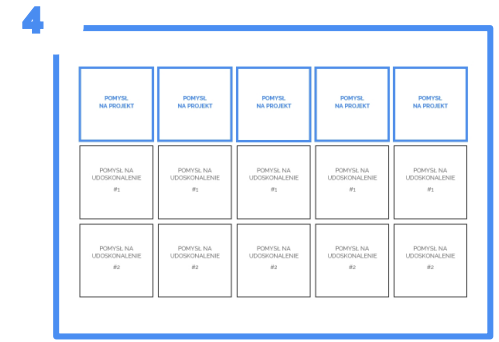 4
POMYSŁ POMYSŁ POMYSŁ POMYSŁ POMYSŁ
NA PROJEKT NA PROJEKT NA PROJEKT NA PROJEKT NA PROJEKT
POMYSŁ NA POMYSŁ NA POMYSŁ NA POMYSŁ NA POMYSŁ NA
UDOSKONALENIE UDOSKONALENIE UDOSKONALENIE UDOSKONALENIE UDOSKONALENIE
#1 #1 #1 #1 #1
POMYSŁ NA POMYSŁ NA POMYSŁ NA POMYSŁ NA POMYSŁ NA
UDOSKONALENIE UDOSKONALENIE UDOSKONALENIE UDOSKONALENIE UDOSKONALENIE
#2 #2 #2 #2 #2